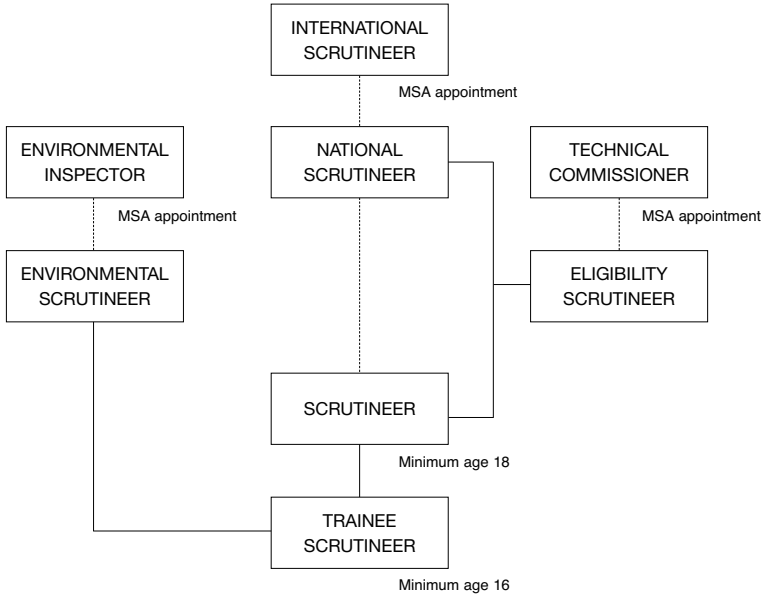 INTERNATIONAL
SCRUTINEER
MSA appointment
ENVIRONMENTAL
INSPECTOR
NATIONAL
SCRUTINEER
TECHNICAL
COMMISSIONER
MSA appointment
MSA appointment
ENVIRONMENTAL
SCRUTINEER
ELIGIBILITY
SCRUTINEER
SCRUTINEER
Minimum age 18
TRAINEE
SCRUTINEER
Minimum age 16